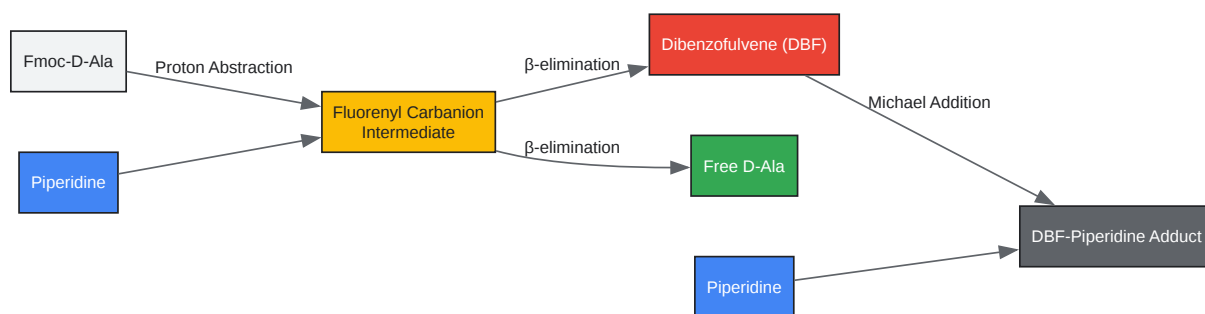 Fmoc-D-Ala
Proton Abstraction
Piperidine
Fluorenyl Carbanion
Intermediate
β-elimination
β-elimination
Dibenzofulvene (DBF)
Free D-Ala
Michael Addition
Piperidine
DBF-Piperidine Adduct